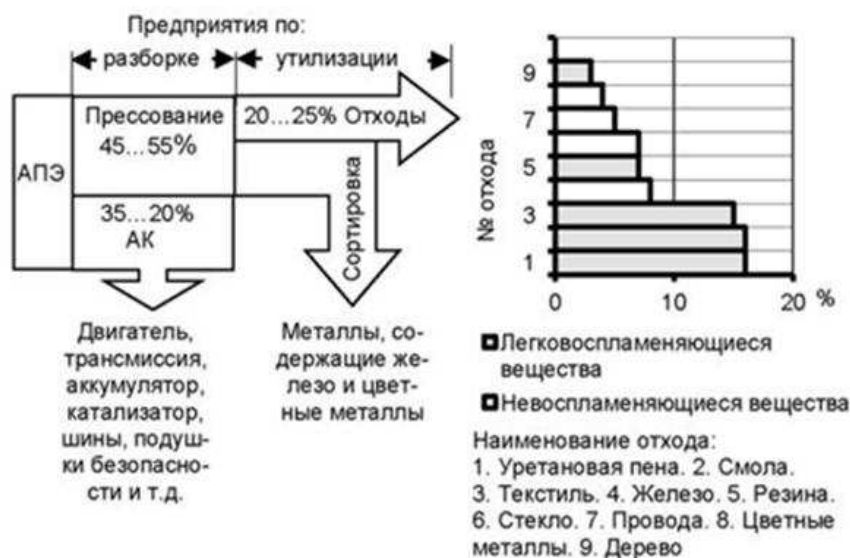 Предприятия по:
разборке
утилизации
Прессование
45...55%
20...25% Отходы
АПЭ
35...20%
АК
Сортировка
Двигатель,
трансмиссия,
аккумулятор,
катализатор,
шины, подуш-
ки безопасно-
сти и т.д.
Металлы, со-
держащие же-
лезо и цвет-
ные металлы
№ отхода
9
7
5
3
1
0
10
20
%
Легковоспламеняющиеся
вещества
Невоспламеняющиеся вещества
Наименование отхода:
1. Уретановая пена. 2. Смола.
3. Текстиль. 4. Железо. 5. Резина.
6. Стекло. 7. Провода. 8. Цветные
металлы. 9. Дерево